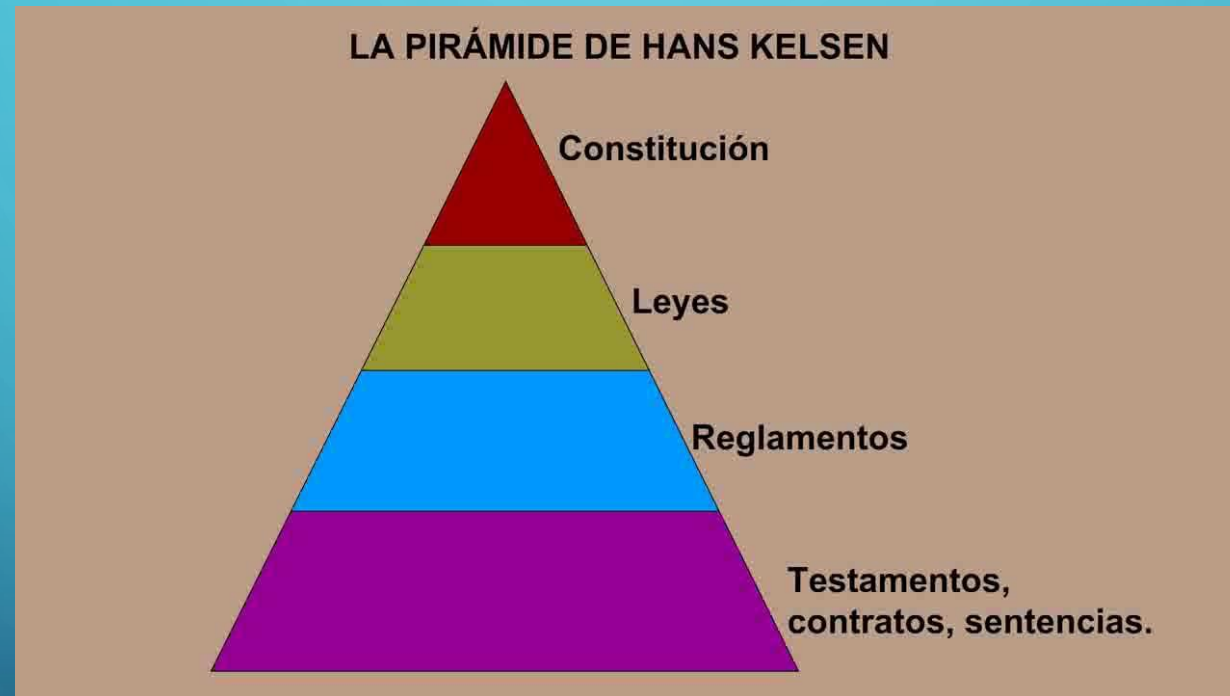 LA PIRÁMIDE DE HANS KELSEN
Constitución
Leyes
Reglamentos
Testamentos,
contratos, sentencias.